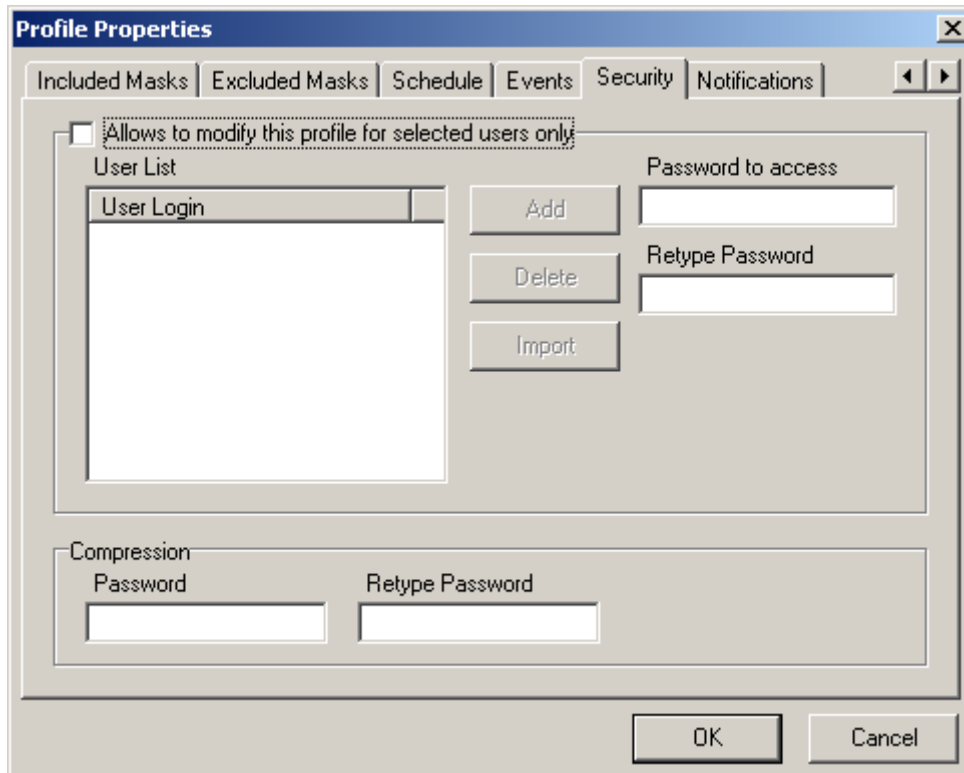 Profile Properties
Included Masks Excluded Masks Schedule Events Security Notifications
Allows to modify this profile for selected users only
User List
User Login
Add
Delete
Import
Password to access
Retype Password
Compression
Password Retype Password
OK Cancel